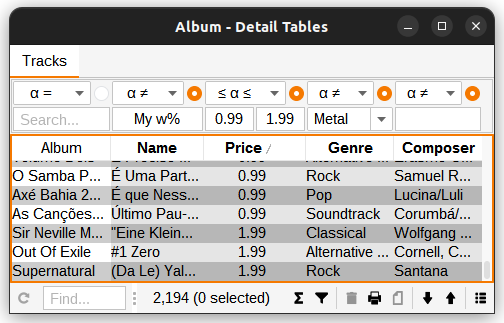 Album - Detail Tables
Tracks
α = α ≠ ≤ α ≤ α ≠ α ≠
Search... My w% 0.99 1.99 Metal
Album Name Price Genre Composer
O Samba P... É Uma Part... 0.99 Rock Samuel R...
Axé Bahia 2... É que Ness... 0.99 Pop Lucina/Luli
As Canções... Último Pau-... 0.99 Soundtrack Corumbá/...
Sir Neville M... "Eine Klein... 1.99 Classical Wolfgang ...
Out Of Exile #1 Zero 1.99 Alternative ... Cornell, C...
Supernatural (Da Le) Yal... 1.99 Rock Santana
Find... 2,194 (0 selected)